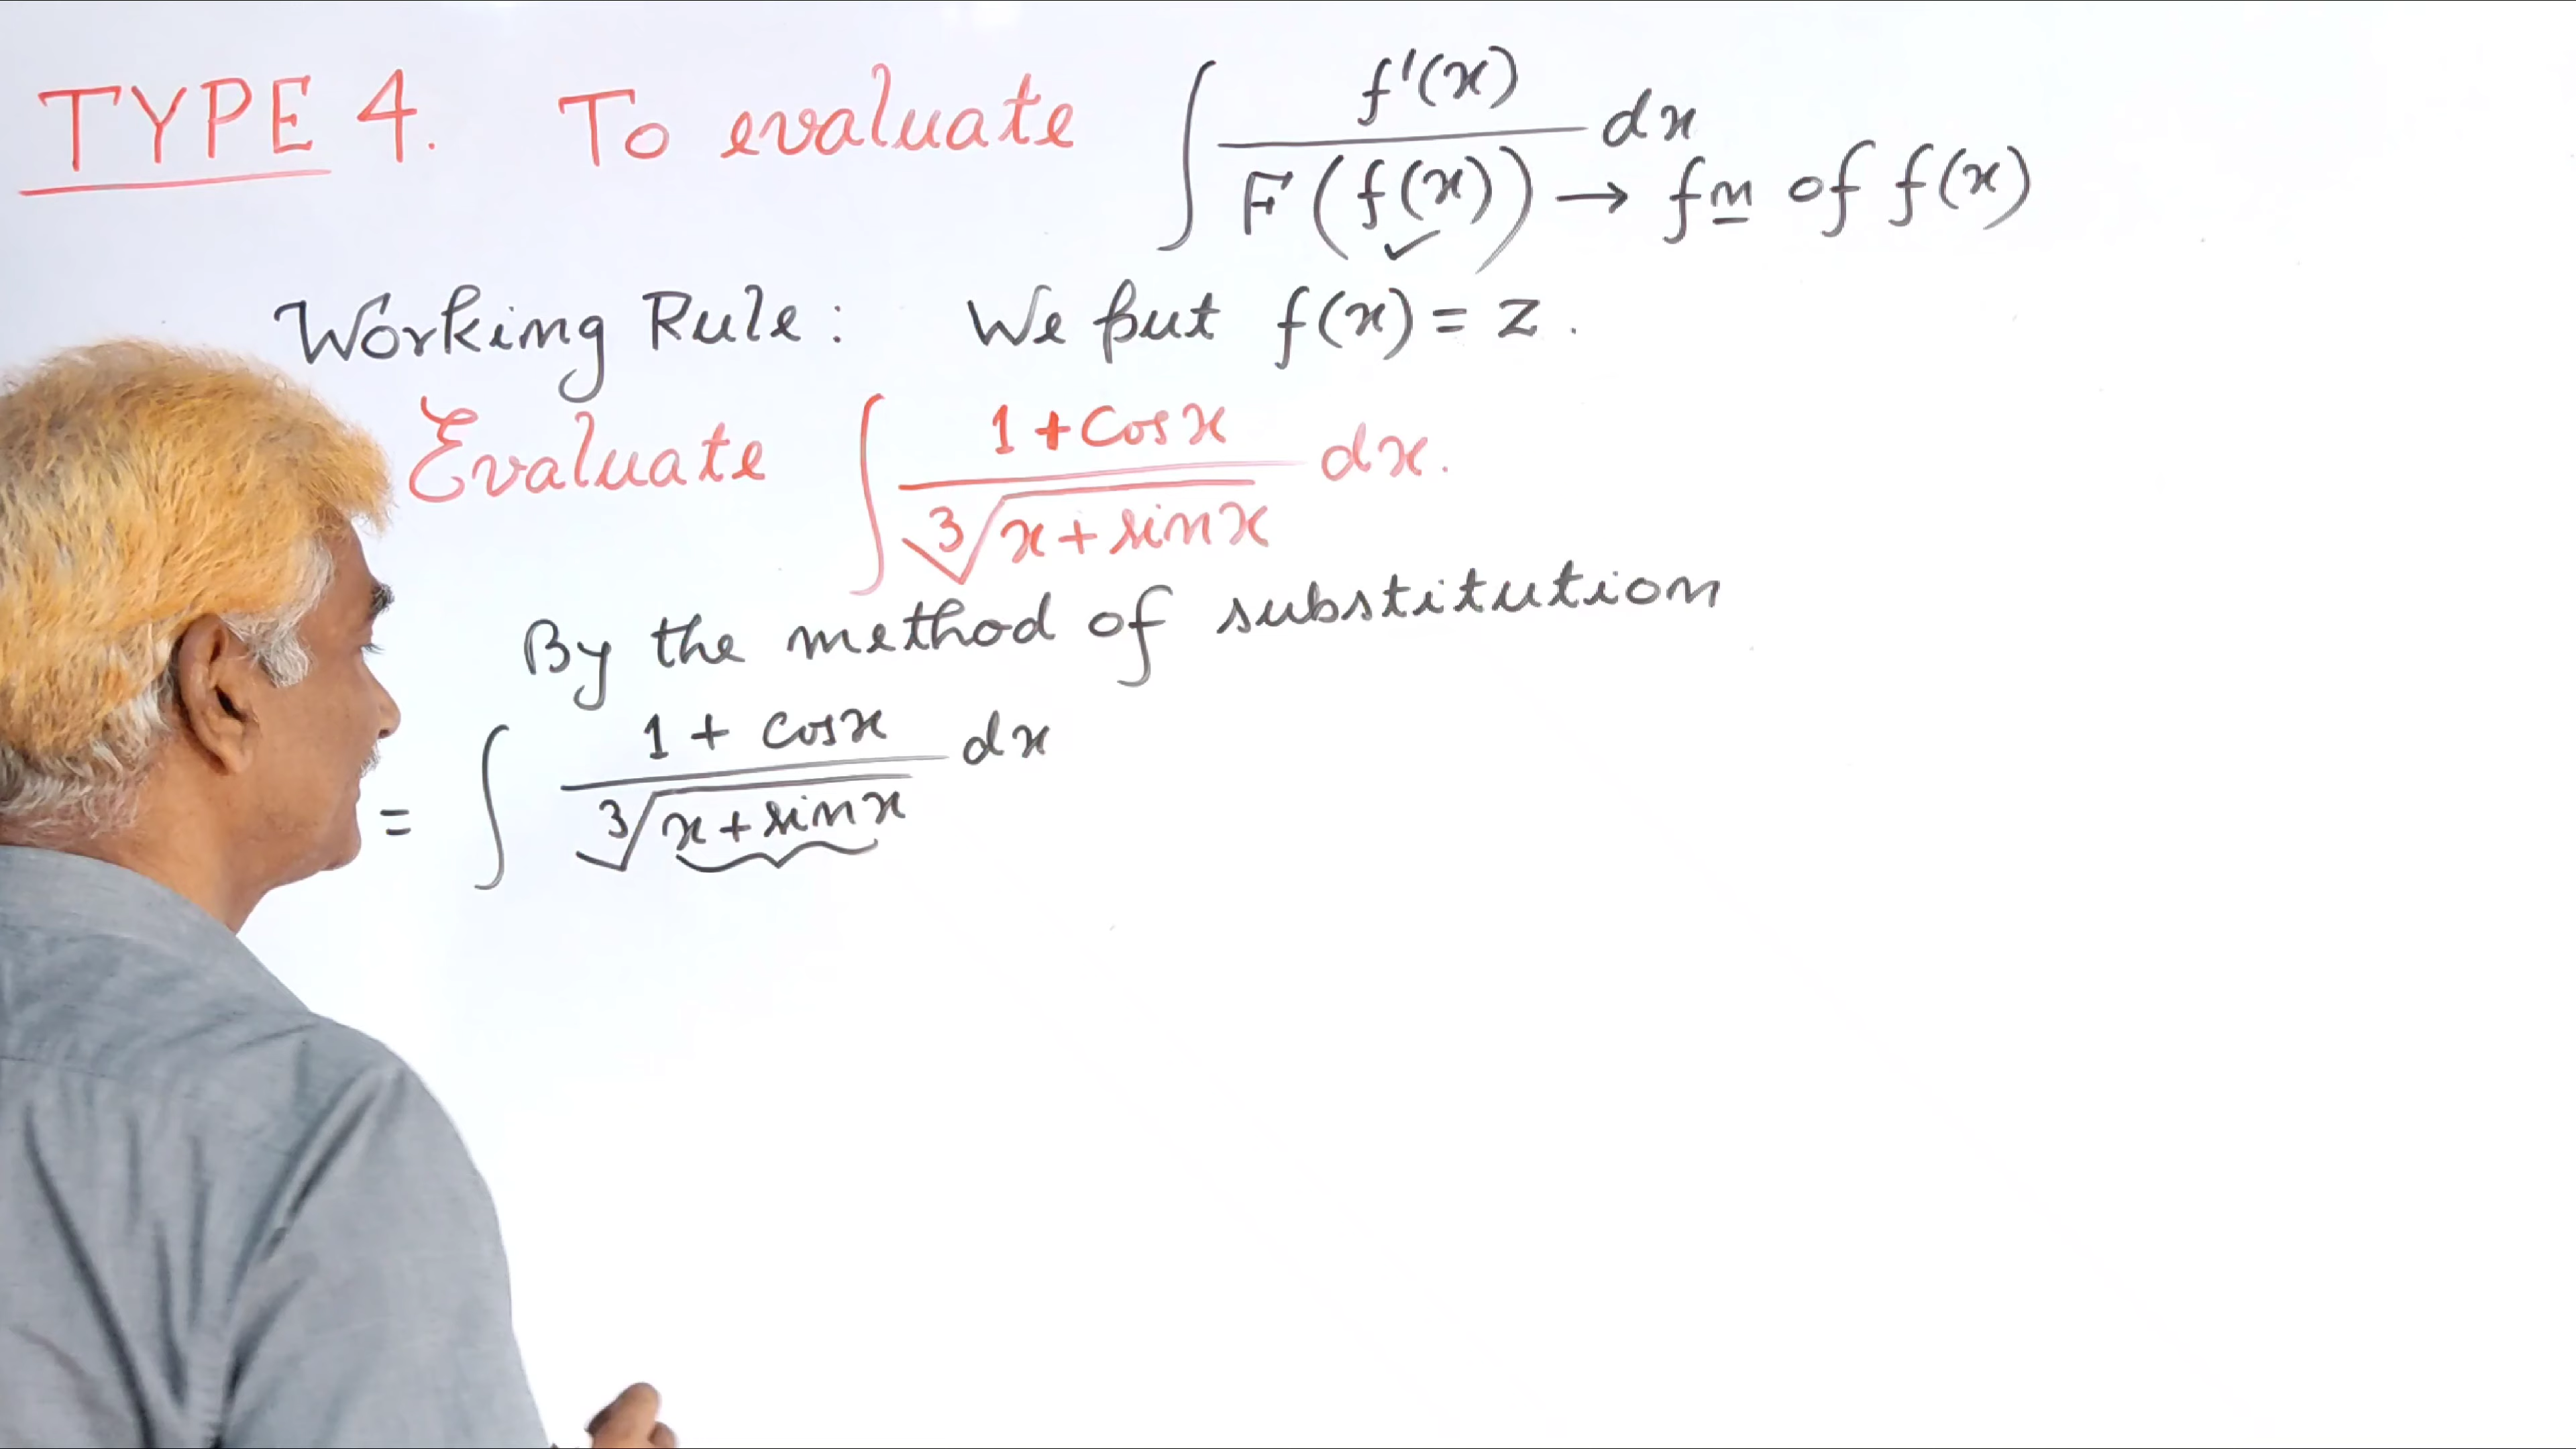 TYPE 4. To evaluate ∫ f'(x) / F(f(x)) dx → fn of f(x)
Working Rule: We put f(x) = z.
Evaluate ∫ 1 + cos x / ∛(x + sin x) dx.
By the method of substitution
= ∫ 1 + cos x / ∛(x + sin x) dx